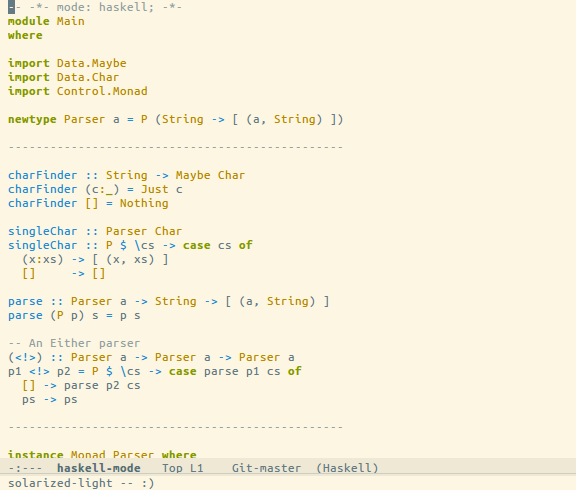 -- -*- mode: haskell; -*-
module Main
where
import Data.Maybe
import Data.Char
import Control.Monad
newtype Parser a = P (String -> [ (a, String) ])
------------------------------------------------
charFinder :: String -> Maybe Char
charFinder (c:_) = Just c
charFinder [] = Nothing
singleChar :: Parser Char
singleChar :: P $ \cs -> case cs of
  (x:xs) -> [ (x, xs) ]
  []     -> []
parse :: Parser a -> String -> [ (a, String) ]
parse (P p) s = p s
-- An Either parser
(<!>) :: Parser a -> Parser a -> Parser a
p1 <!> p2 = P $ \cs -> case parse p1 cs of
  [] -> parse p2 cs
  ps -> ps
------------------------------------------------
instance Monad Parser where
-:---  haskell-mode   Top L1    Git-master  (Haskell)
solarized-light -- :)